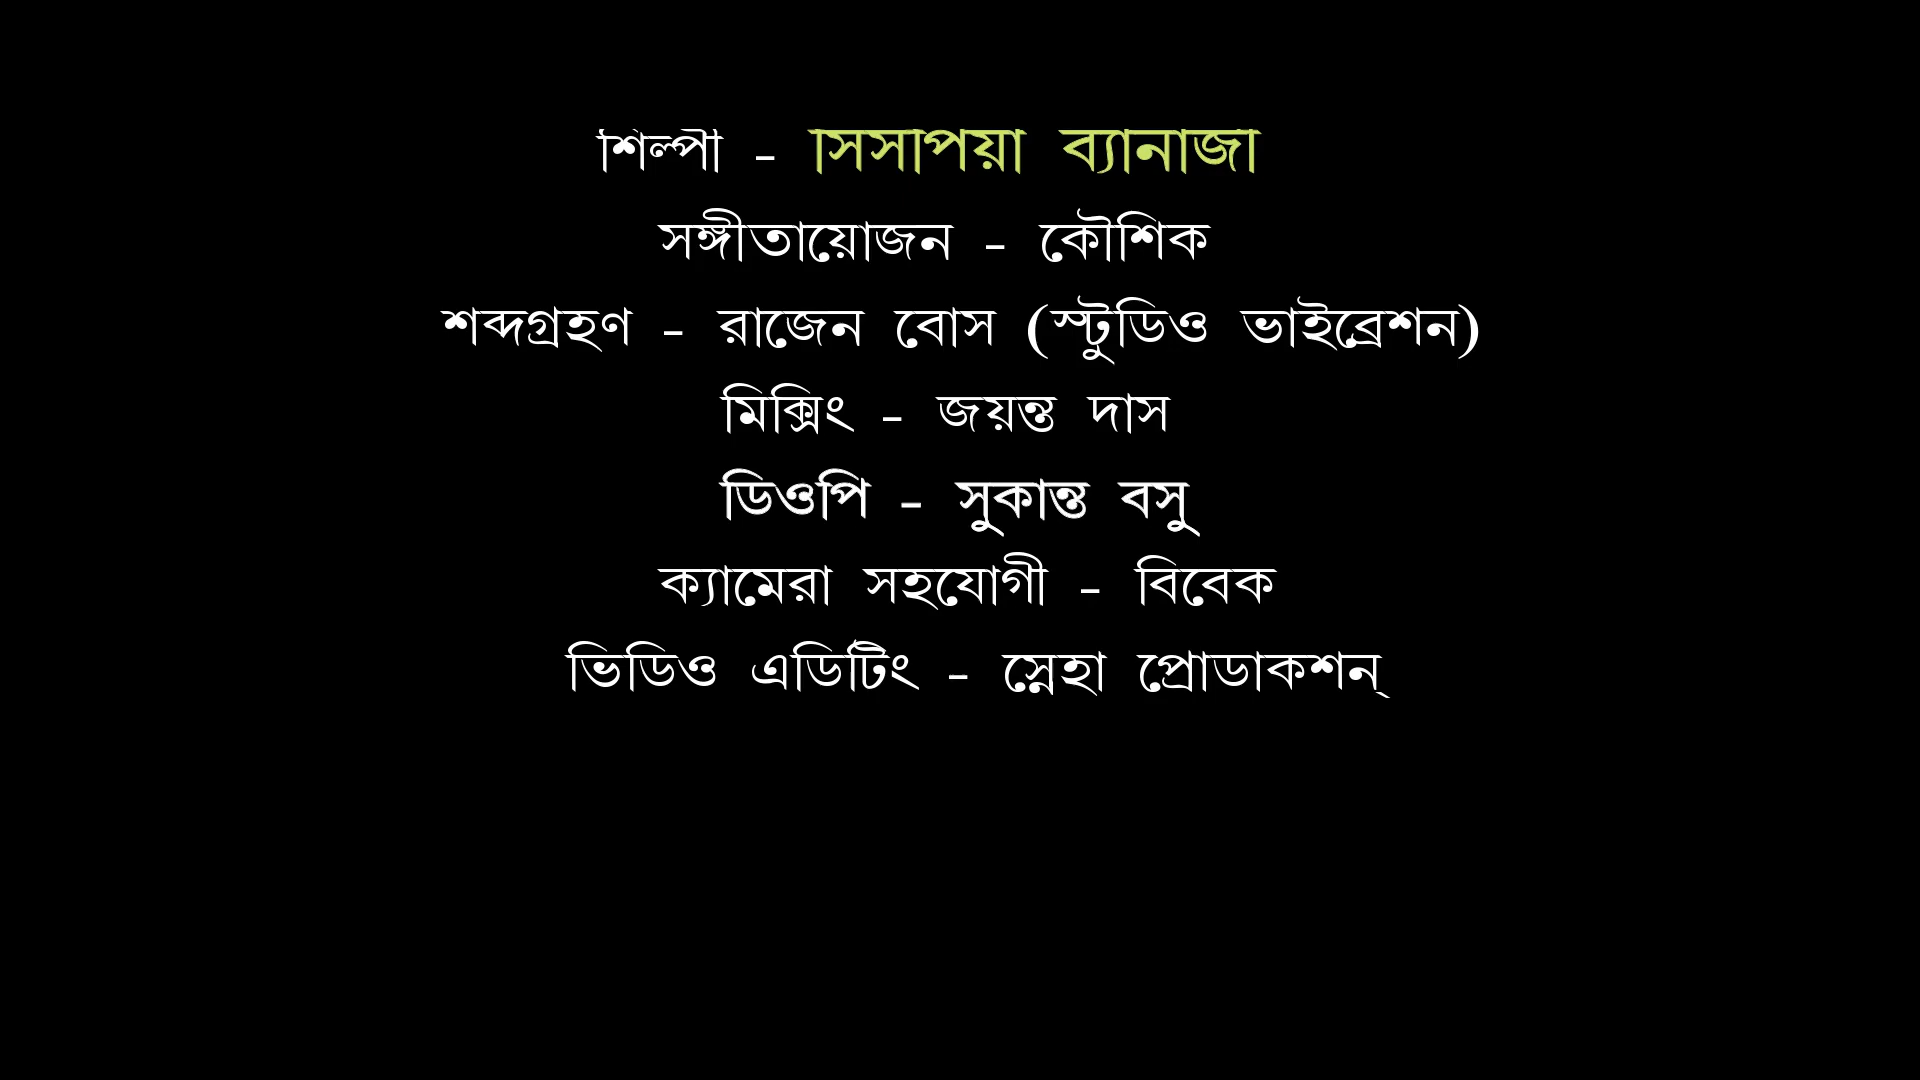 শিল্পী - ব্যানার্জী
সঙ্গীতায়োজন - কৌশিক
শব্দগ্রহণ - রাজেন বোস (স্টুডিও ভাইব্রেশন)
মিক্সিং - জয়ন্ত দাস
ডিওপি - সুকান্ত বসু
ক্যামেরা সহযোগী - বিবেক
ভিডিও এডিটিং - স্নেহা প্রোডাকশন্